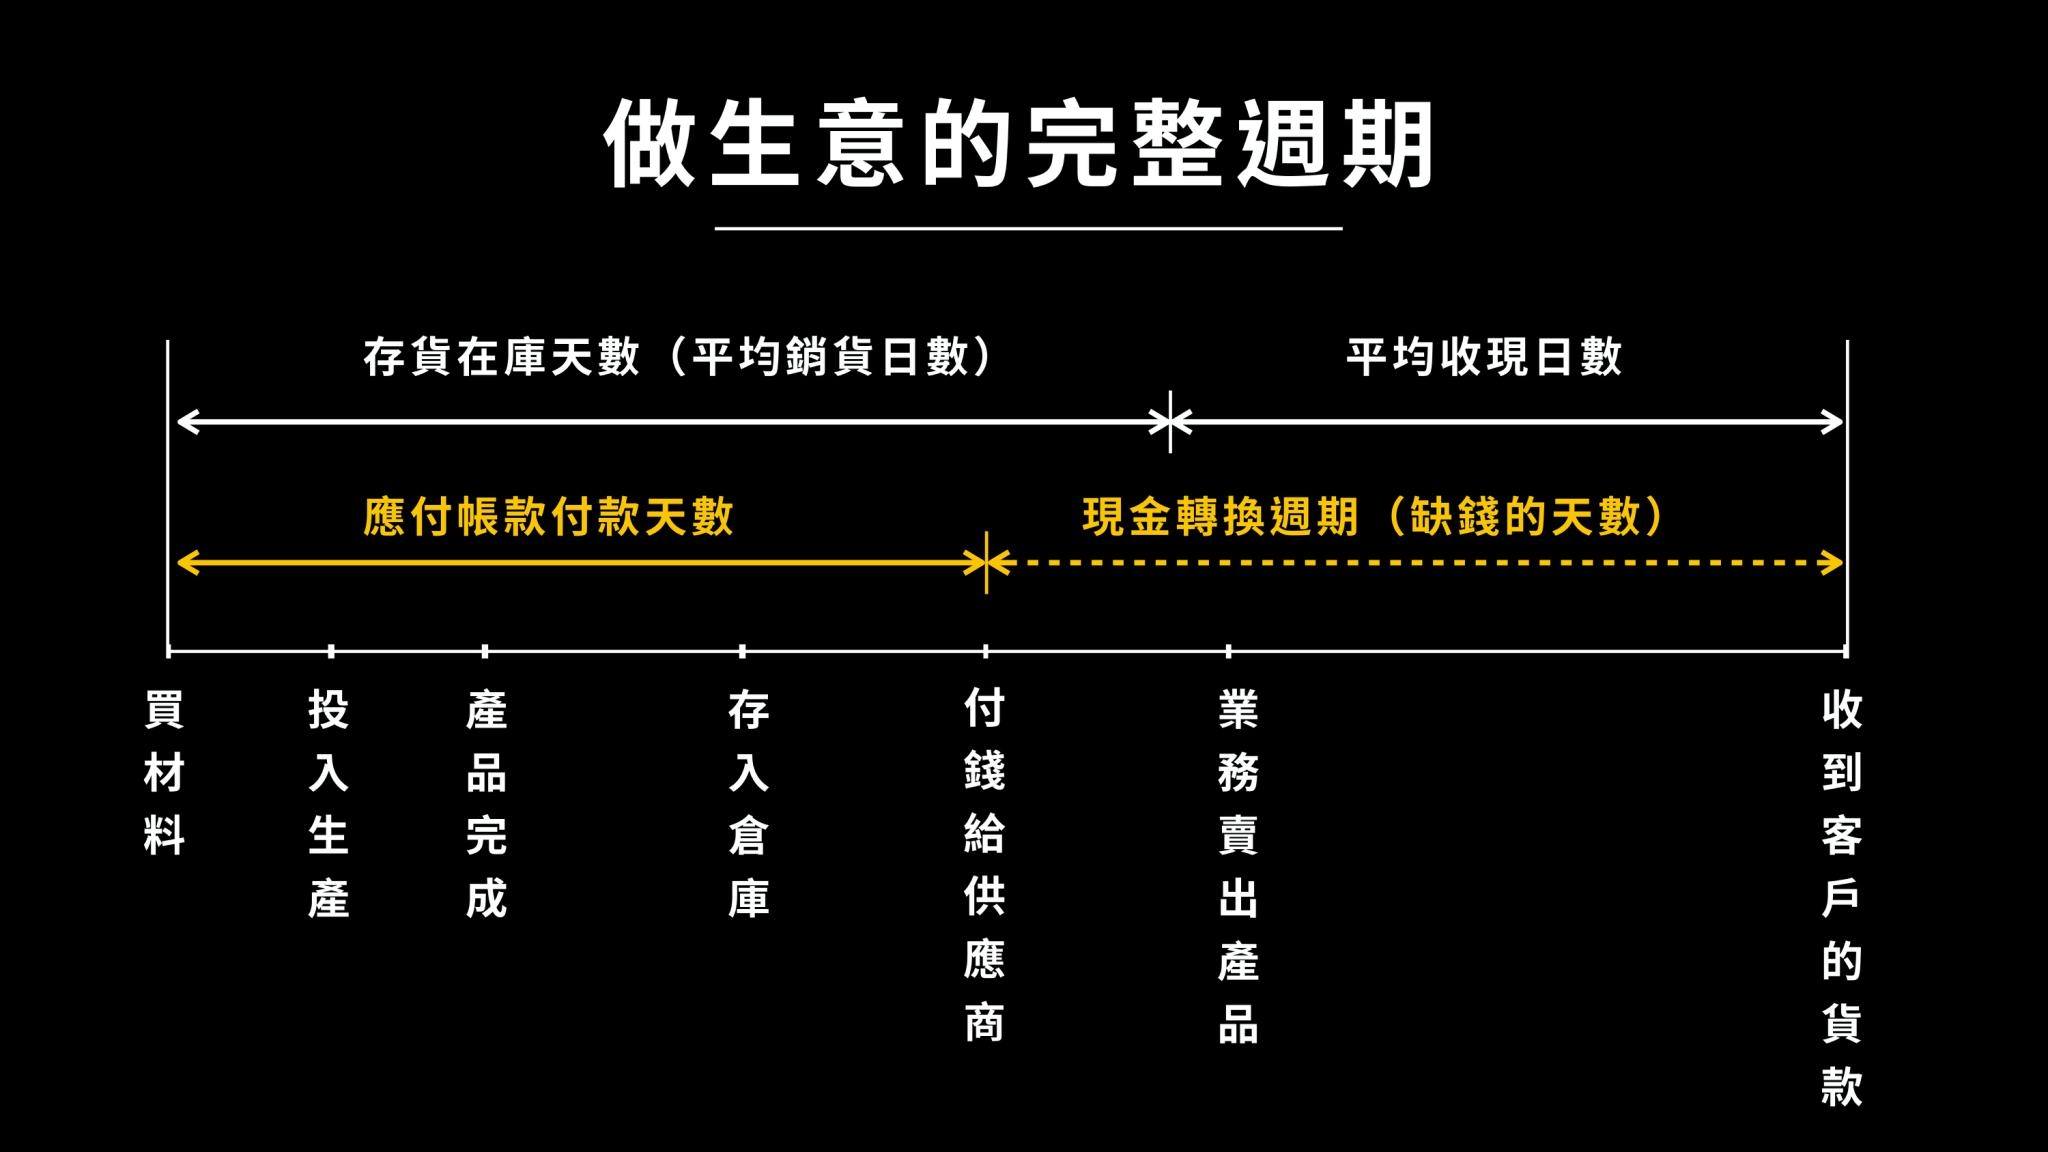 做生意的完整週期
存貨在庫天數（平均銷貨日數）
平均收現日數
應付帳款付款天數
現金轉換週期（缺錢的天數）
買材料
投入生產
產品完成
存入倉庫
付錢給供應商
業務賣出產品
收到客戶的貨款